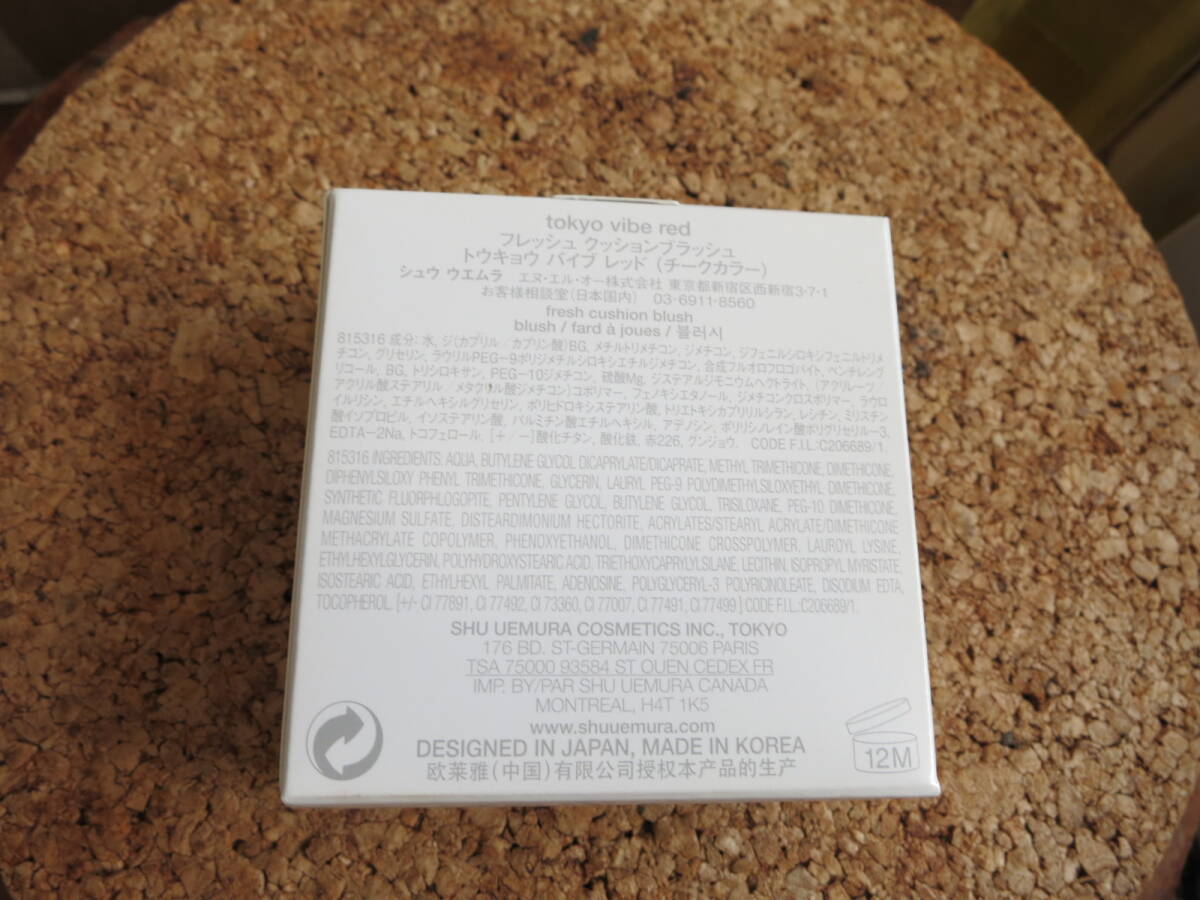 tokyo vibe red
フレッシュ クッションブラッシュ
トウキョウ バイブ レッド (チークカラー)
シュウ ウエムラ エヌ・エル・オー株式会社 東京都新宿区西新宿3-7-1
お客様相談室(日本国内) 03-6911-8560
fresh cushion blush
blush / fard à joues / 블러시
815316 成分: 水、ジ(カプリル/カプリン酸)BG、メチルトリメチコン、ジメチコン、ジフェニルシロキシフェニルトリメ
チコン、グリセリン、ラウリルPEG-9ポリジメチルシロキシエチルジメチコン、合成フルオロフロゴパイト、ペンチレングリ
コール、BG、トリシロキサン、PEG-10ジメチコン、硫酸Mg、ジステアルジモニウムヘクトライト、(アクリレーツ/
アクリル酸ステアリル/メタクリル酸ジメチコン)コポリマー、フェノキシエタノール、ジメチコンクロスポリマー、ラウロ
イルリシン、エチルヘキシルグリセリン、ポリヒドロキシステアリン酸、トリエトキシカプリリルシラン、レシチン、ミリスチン
酸イソプロピル、イソステアリン酸、パルミチン酸エチルヘキシル、アデノシン、ポリリシノレイン酸ポリグリセリル-3、
EDTA-2Na、トコフェロール、[+/-]酸化チタン、酸化鉄、赤226、グンジョウ. CODE F.I.L.:C206689/1.
815316 INGREDIENTS: AQUA, BUTYLENE GLYCOL DICAPRYLATE/DICAPRATE, METHYL TRIMETHICONE, DIMETHICONE,
DIPHENYLSILOXY PHENYL TRIMETHICONE, GLYCERIN, LAURYL PEG-9 POLYDIMETHYLSILOXYETHYL DIMETHICONE,
SYNTHETIC FLUORPHLOGOPITE, PENTYLENE GLYCOL, BUTYLENE GLYCOL, TRISILOXANE, PEG-10 DIMETHICONE,
MAGNESIUM SULFATE, DISTEARDIMONIUM HECTORITE, ACRYLATES/STEARYL ACRYLATE/DIMETHICONE
METHACRYLATE COPOLYMER, PHENOXYETHANOL, DIMETHICONE CROSSPOLYMER, LAUROYL LYSINE,
ETHYLHEXYLGLYCERIN, POLYHYDROXYSTEARIC ACID, TRIETHOXYCAPRYLYLSILANE, LECITHIN, ISOPROPYL MYRISTATE,
ISOSTEARIC ACID, ETHYLHEXYL PALMITATE, ADENOSINE, POLYGLYCERYL-3 POLYRICINOLEATE, DISODIUM EDTA,
TOCOPHEROL. [+/- CI 77891, CI 77492, CI 73360, CI 77007, CI 77491, CI 77499] CODE F.I.L.:C206689/1.
SHU UEMURA COSMETICS INC., TOKYO
176 BD. ST-GERMAIN 75006 PARIS
TSA 75000 93584 ST OUEN CEDEX FR
IMP. BY/PAR SHU UEMURA CANADA
MONTREAL, H4T 1K5
www.shuuemura.com
DESIGNED IN JAPAN, MADE IN KOREA
欧莱雅(中国)有限公司授权本产品的生产
12M